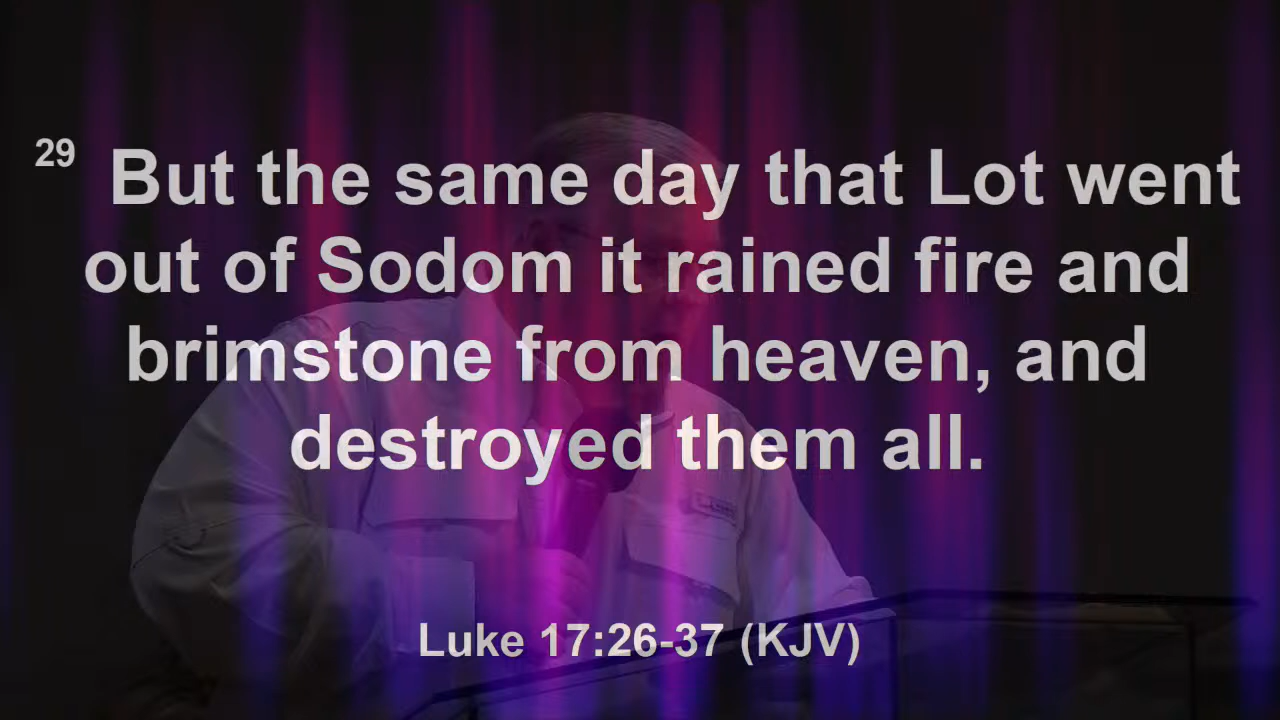 29 But the same day that Lot went
out of Sodom it rained fire and
brimstone from heaven, and
destroyed them all.
Luke 17:26-37 (KJV)